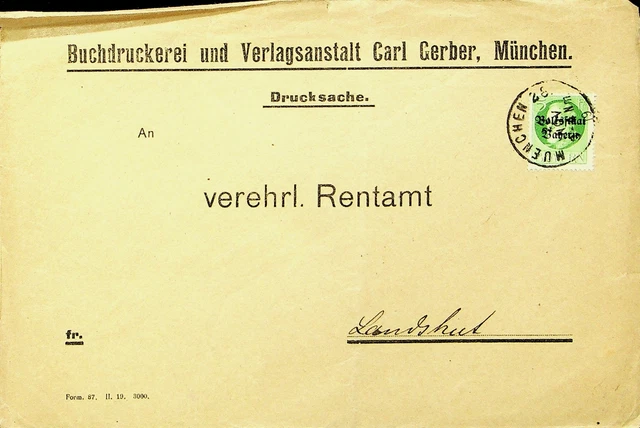 Buchdruckerei und Verlagsanstalt Carl Gerber, München.
Drucksache.
An
verehrl. Rentamt
Landshut
fr.
Form. 87. II. 19. 3000.
MUENCHEN
Volksstaat
Bayern